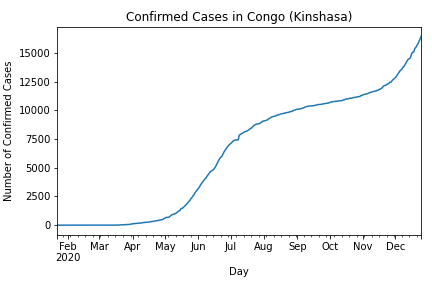 Confirmed Cases in Congo (Kinshasa)
Number of Confirmed Cases
15000
12500
10000
7500
5000
2500
0
Feb Mar Apr May Jun Jul Aug Sep Oct Nov Dec
2020
Day